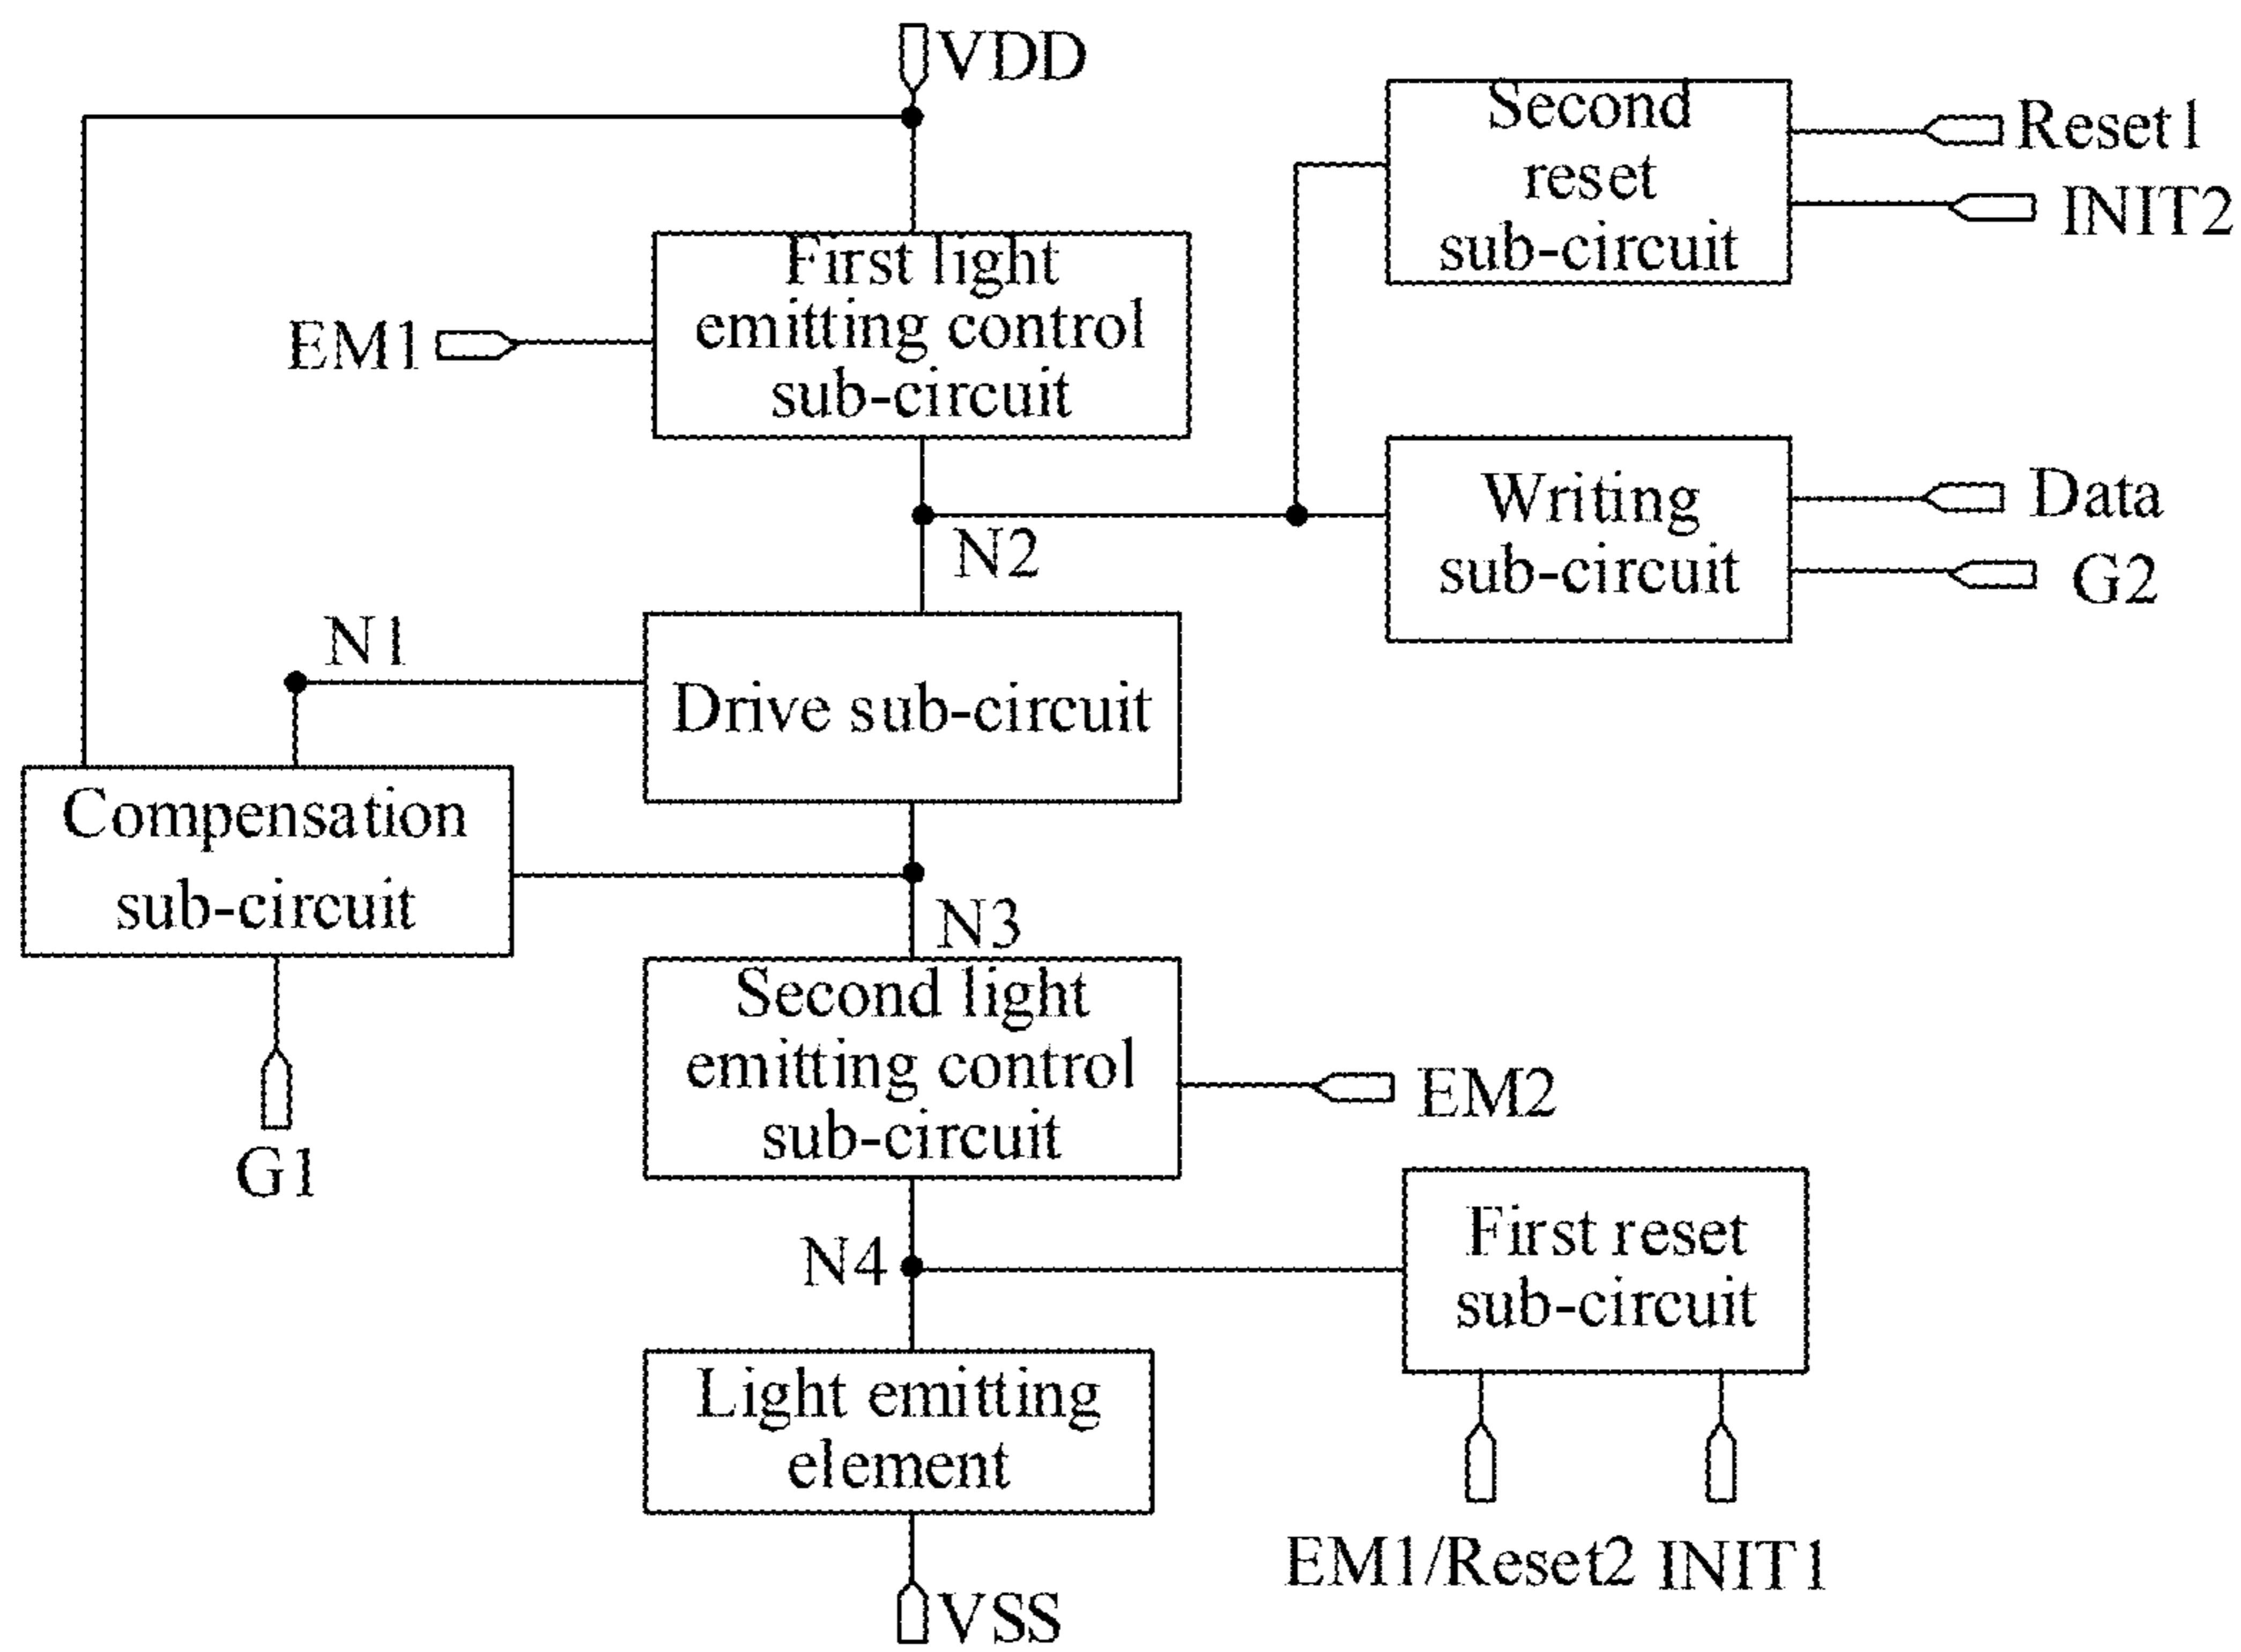 VDD
Second
reset
sub-circuit
Reset1
INIT2
First light
emitting control
sub-circuit
EM1
Writing
sub-circuit
Data
G2
N2
N1
Drive sub-circuit
Compensation
sub-circuit
N3
Second light
emitting control
sub-circuit
EM2
G1
First reset
sub-circuit
N4
Light emitting
element
EM1/Reset2 INIT1
VSS